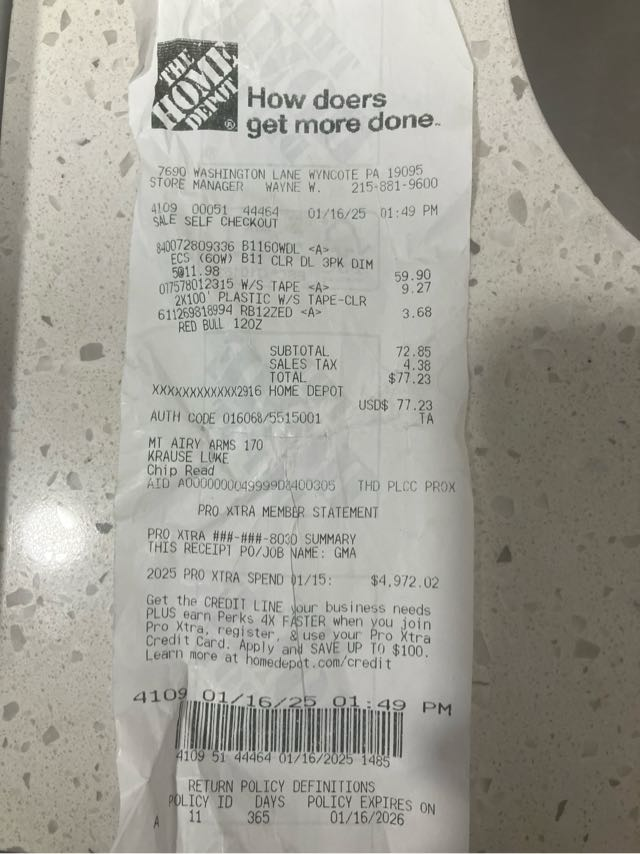 THE
HOME
DEPOT
®
How doers
get more done™
7690 WASHINGTON LANE WYNCOTE PA 19095
STORE MANAGER WAYNE W. 215-881-9600
4109 00051 44464 01/16/25 01:49 PM
SALE SELF CHECKOUT
840072809336 B1160WDL <A>
ECS (60W) B11 CLR DL 3PK DIM
5@11.98 59.90
017578012315 W/S TAPE <A> 9.27
2X100' PLASTIC W/S TAPE-CLR
611269818994 RB12ZED <A> 3.68
RED BULL 12OZ
SUBTOTAL 72.85
SALES TAX 4.38
TOTAL $77.23
XXXXXXXXXXXX2916 HOME DEPOT
USD$ 77.23
AUTH CODE 016068/5515001 TA
MT AIRY ARMS 170
KRAUSE LUKE
Chip Read
AID THD PLCC PROX
PRO XTRA MEMBER STATEMENT
PRO XTRA ###-###-8030 SUMMARY
THIS RECEIPT PO/JOB NAME: GMA
2025 PRO XTRA SPEND 01/15: $4,972.02
Get the CREDIT LINE your business needs
PLUS earn Perks 4X FASTER when you join
Pro Xtra, register, & use your Pro Xtra
Credit Card. Apply and SAVE UP TO $100.
Learn more at homedepot.com/credit
4109 01/16/25 01:49 PM
4109 51 44464 01/16/2025 1485
RETURN POLICY DEFINITIONS
POLICY ID DAYS POLICY EXPIRES ON
A 11 365 01/16/2026